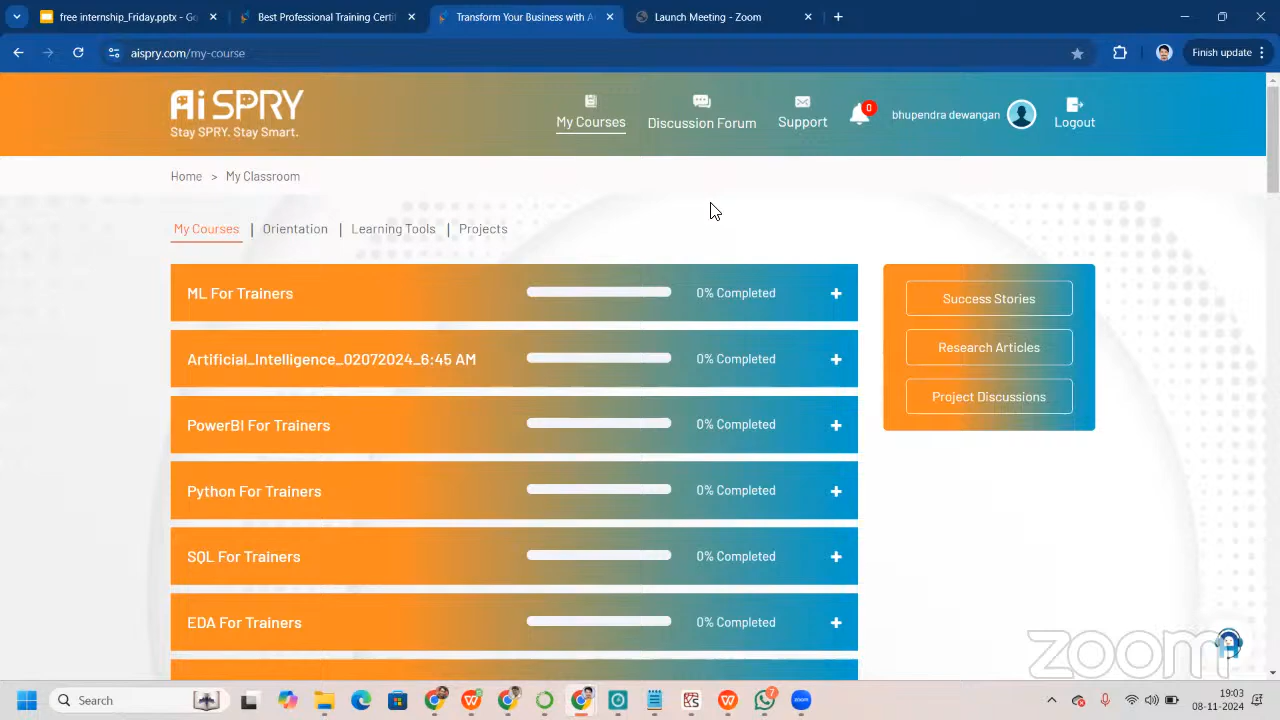 ex internship_Friday.pptx - Go
Best Professional Training Certi
Transform Your Business with A
Launch Meeting - Zoom
aispry.com/my-course
Finish update
Ai SPRY
Stay SPRY. Stay Smart.
My Courses
Discussion Forum
Support
0
bhupendra dewangan
Logout
Home > My Classroom
My Courses | Orientation | Learning Tools | Projects
ML For Trainers 0% Completed +
Artificial_Intelligence_02072024_6:45 AM 0% Completed +
PowerBI For Trainers 0% Completed +
Python For Trainers 0% Completed +
SQL For Trainers 0% Completed +
EDA For Trainers 0% Completed +
Success Stories
Research Articles
Project Discussions
zoom
Search
7
zoom
19:03
08-11-2024